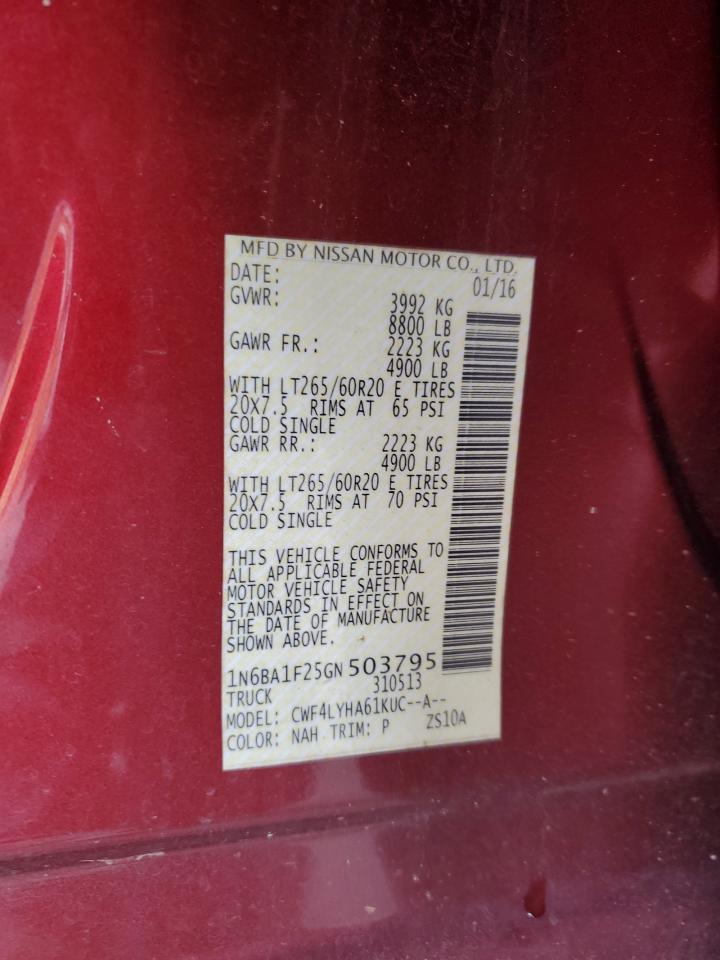 MFD BY NISSAN MOTOR CO., LTD.
DATE: 01/16
GVWR: 3992 KG
8800 LB
GAWR FR.: 2223 KG
4900 LB
WITH LT265/60R20 E TIRES
20X7.5 RIMS AT 65 PSI
COLD SINGLE
GAWR RR.: 2223 KG
4900 LB
WITH LT265/60R20 E TIRES
20X7.5 RIMS AT 70 PSI
COLD SINGLE
THIS VEHICLE CONFORMS TO
ALL APPLICABLE FEDERAL
MOTOR VEHICLE SAFETY
STANDARDS IN EFFECT ON
THE DATE OF MANUFACTURE
SHOWN ABOVE.
1N6BA1F25GN503795
TRUCK 310513
MODEL: CWF4LYHA61KUC--A--
COLOR: NAH TRIM: P ZS10A